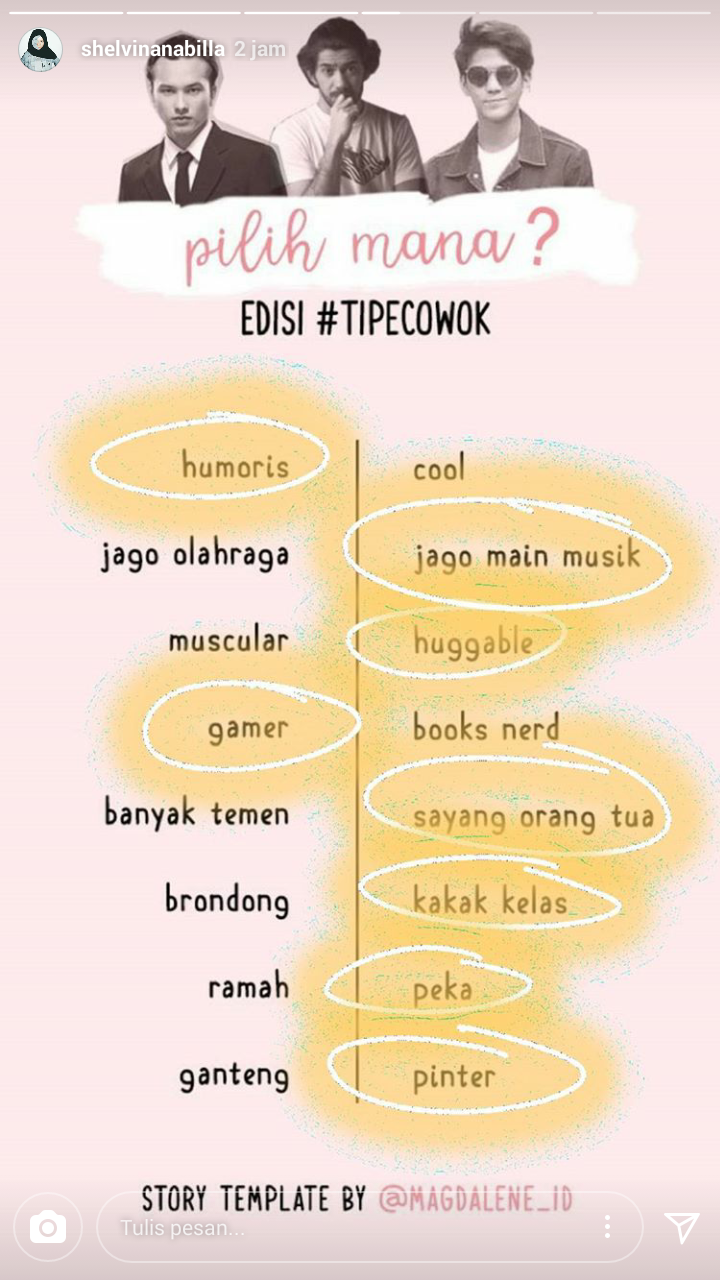 shelvinanabilla 2 jam
pilih mana?
EDISI #TIPECOWOK
humoris cool
jago olahraga jago main musik
muscular huggable
gamer books nerd
banyak temen sayang orang tua
brondong kakak kelas
ramah peka
ganteng pinter
STORY TEMPLATE BY @MAGDALENE_ID
Tulis pesan...